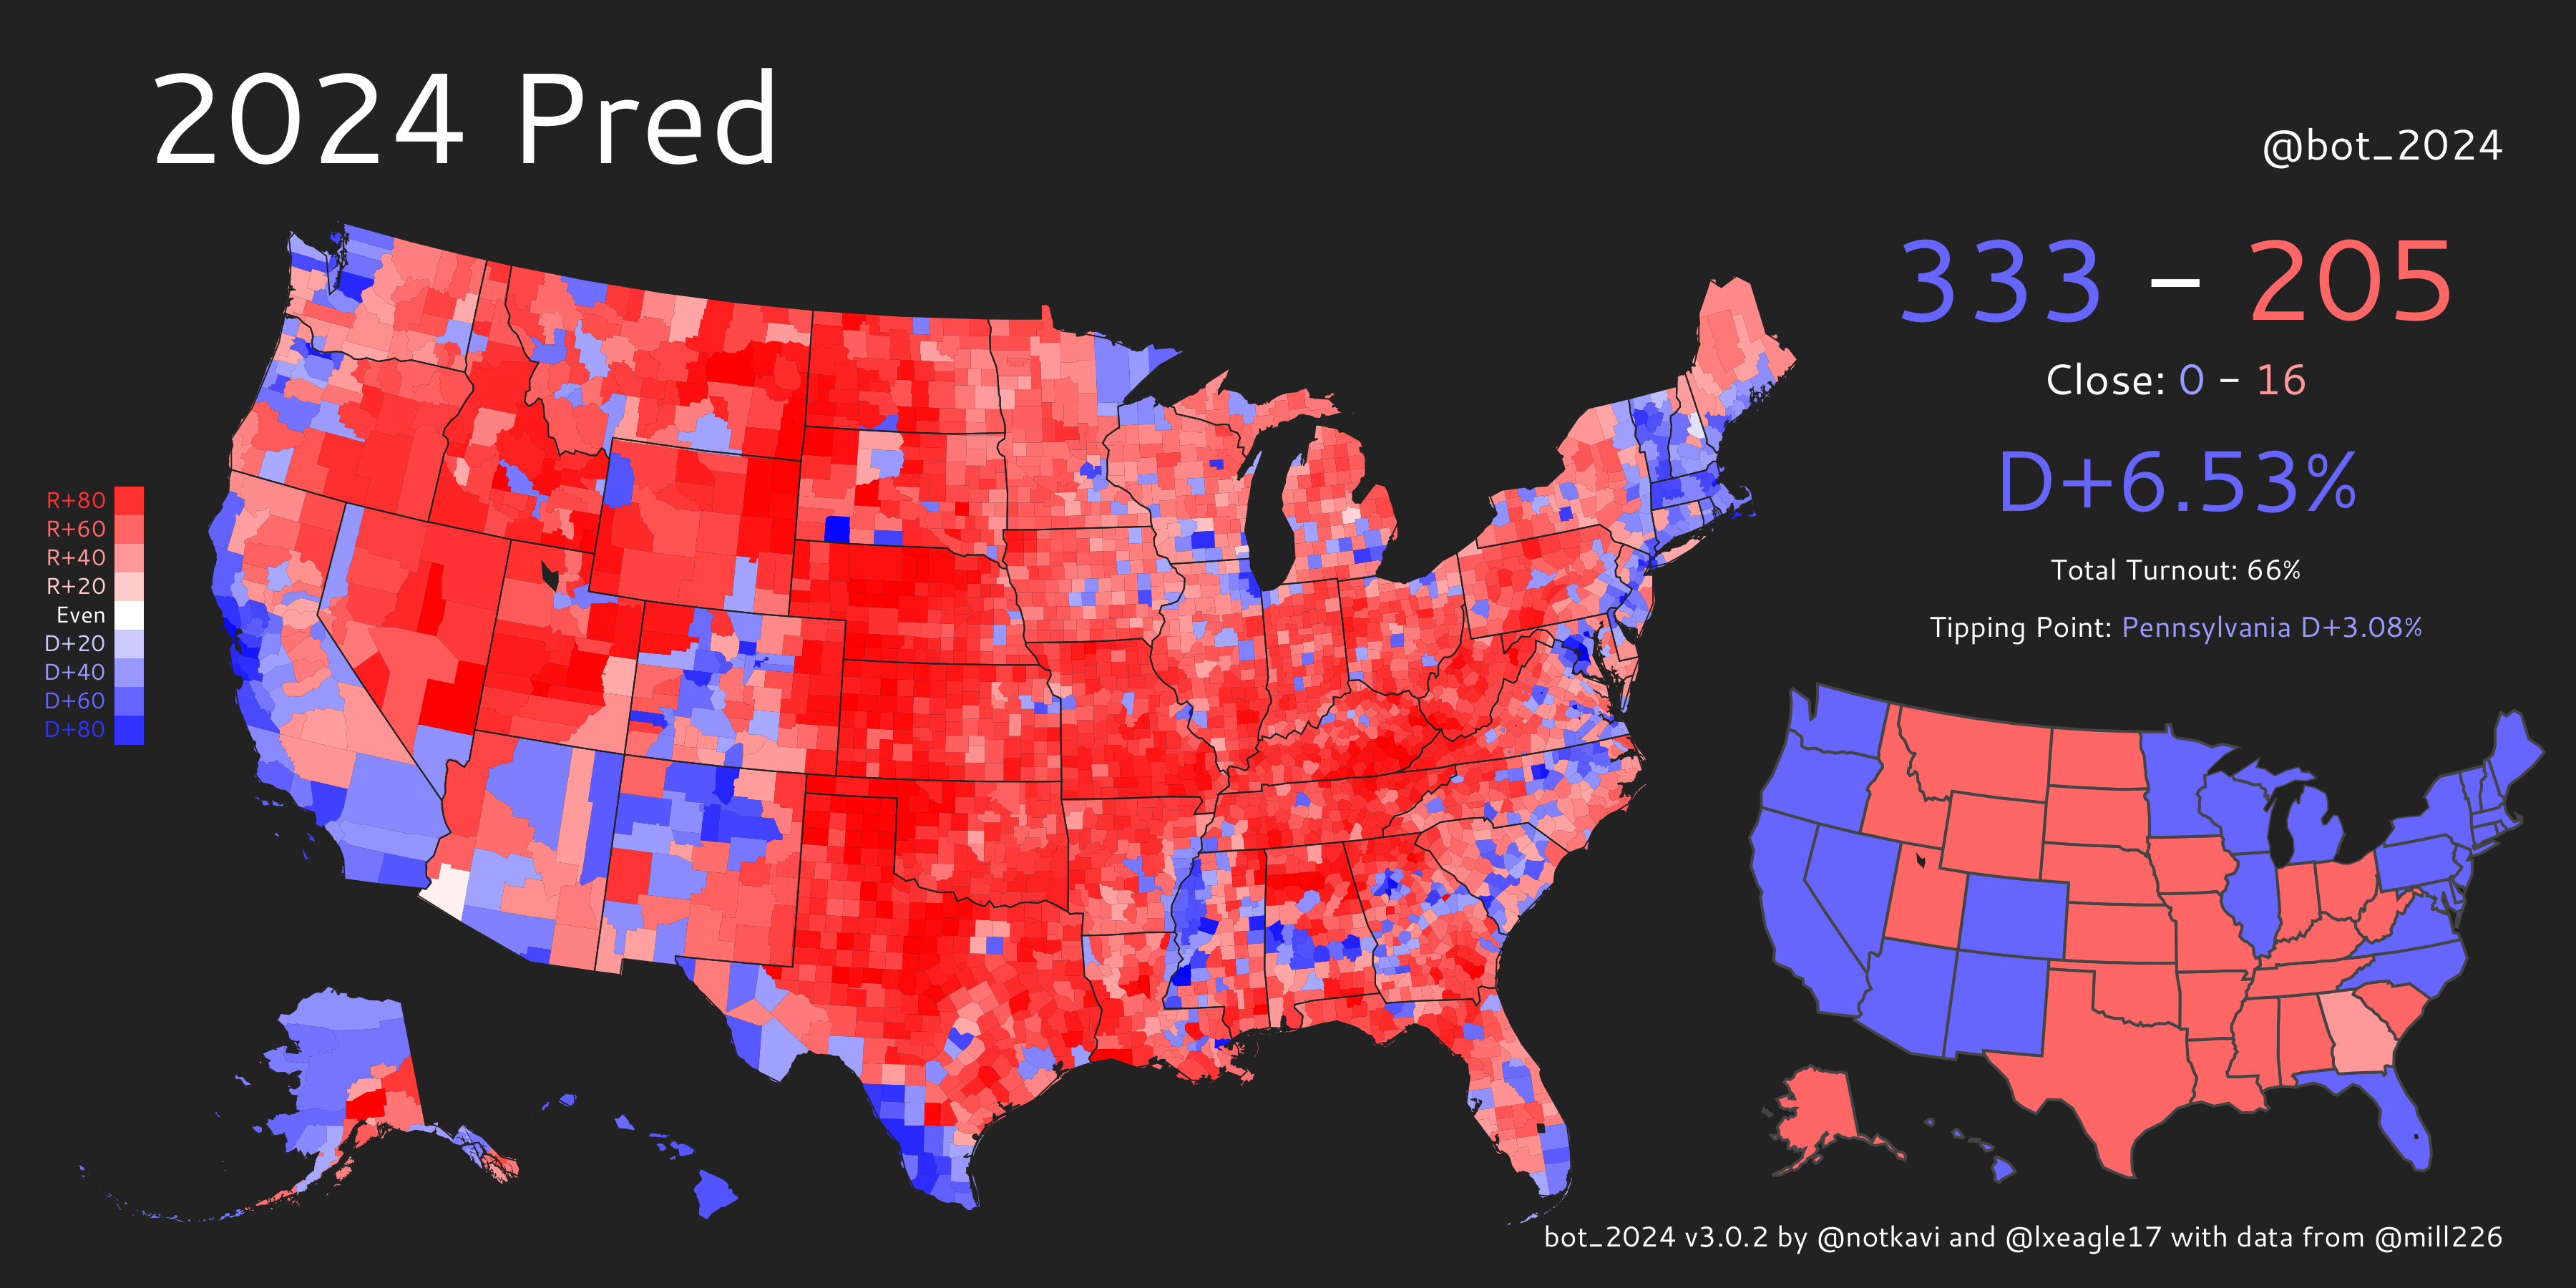 2024 Pred
@bot_2024
333 – 205
Close: 0 - 16
D+6.53%
Total Turnout: 66%
Tipping Point: Pennsylvania D+3.08%
R+80
R+60
R+40
R+20
Even
D+20
D+40
D+60
D+80
bot_2024 v3.0.2 by @notkavi and @lxeagle17 with data from @mill226